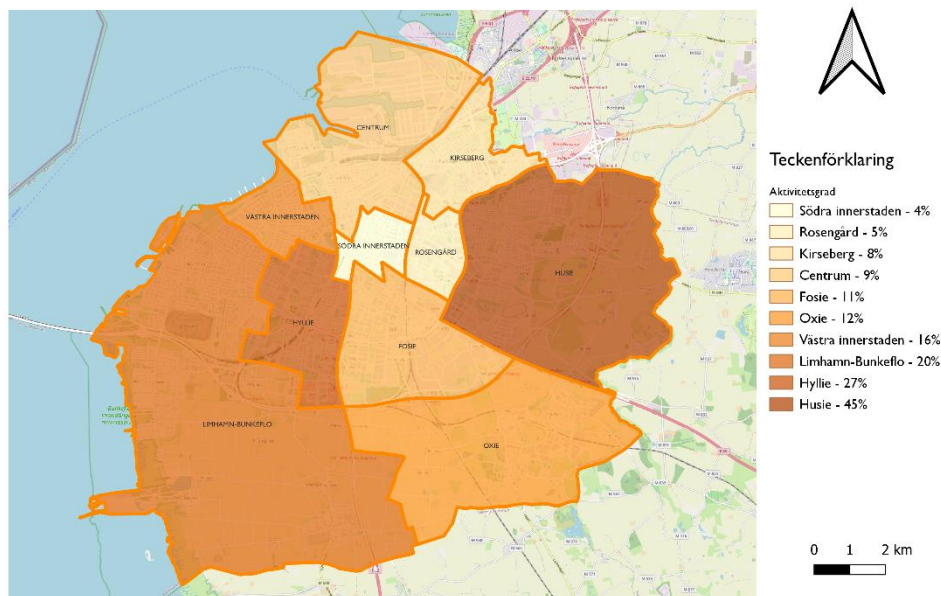 CENTRUM
KIRSEBERG
VÄSTRA INNERSTADEN
SÖDRA INNERSTADEN
ROSENGÅRD
HUSIE
HYLLIE
FOSIE
LIMHAMN-BUNKEFLO
OXIE
Teckenförklaring
Aktivitetsgrad
Södra innerstaden - 4%
Rosengård - 5%
Kirseberg - 8%
Centrum - 9%
Fosie - 11%
Oxie - 12%
Västra innerstaden - 16%
Limhamn-Bunkeflo - 20%
Hyllie - 27%
Husie - 45%
0 1 2 km